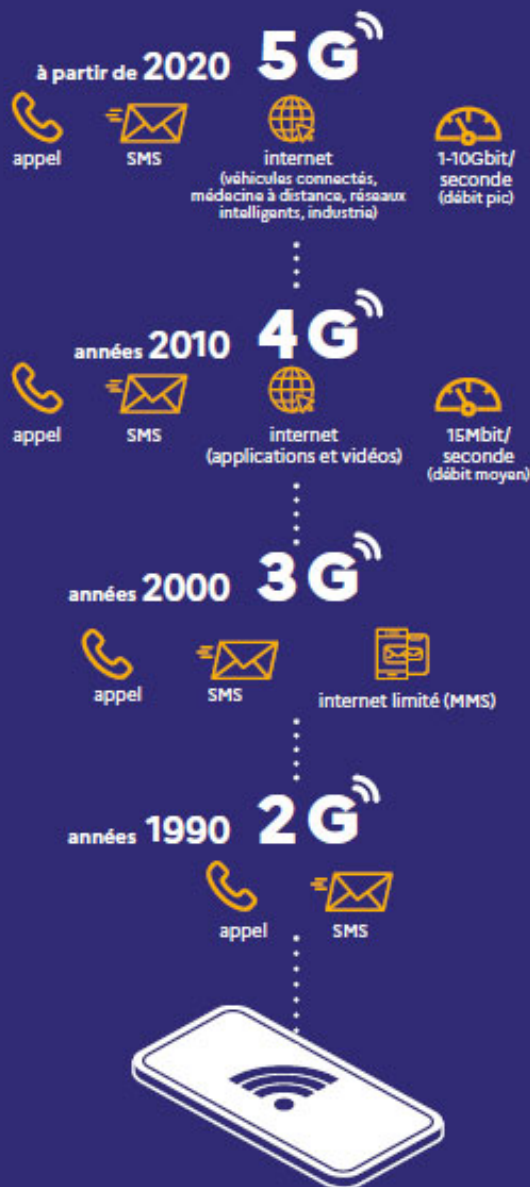 à partir de 2020 5G
appel SMS internet 1-10Gbit/
(véhicules connectés, seconde
médecine à distance, réseaux (débit pic)
intelligents, industrie)
années 2010 4G
appel SMS internet 15Mbit/
(applications et vidéos) seconde
(débit moyen)
années 2000 3G
appel SMS internet limité (MMS)
années 1990 2G
appel SMS